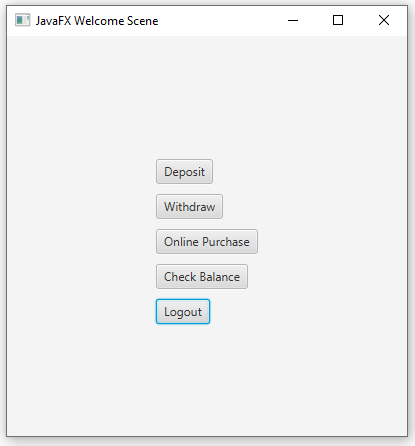 JavaFX Welcome Scene
Deposit
Withdraw
Online Purchase
Check Balance
Logout